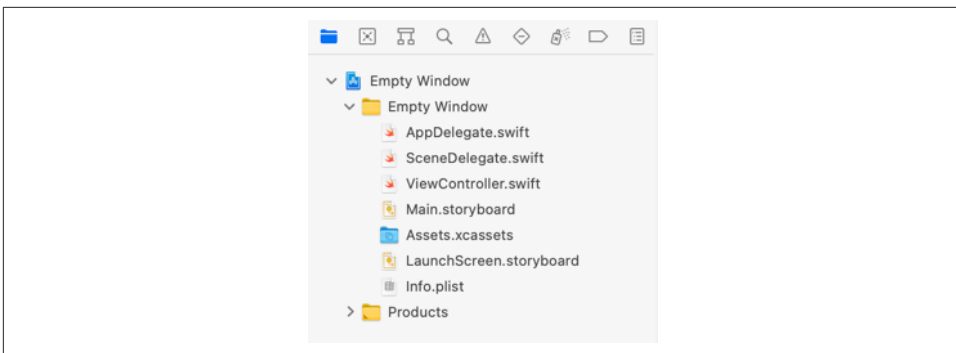 Empty Window
Empty Window
AppDelegate.swift
SceneDelegate.swift
ViewController.swift
Main.storyboard
Assets.xcassets
LaunchScreen.storyboard
Info.plist
Products